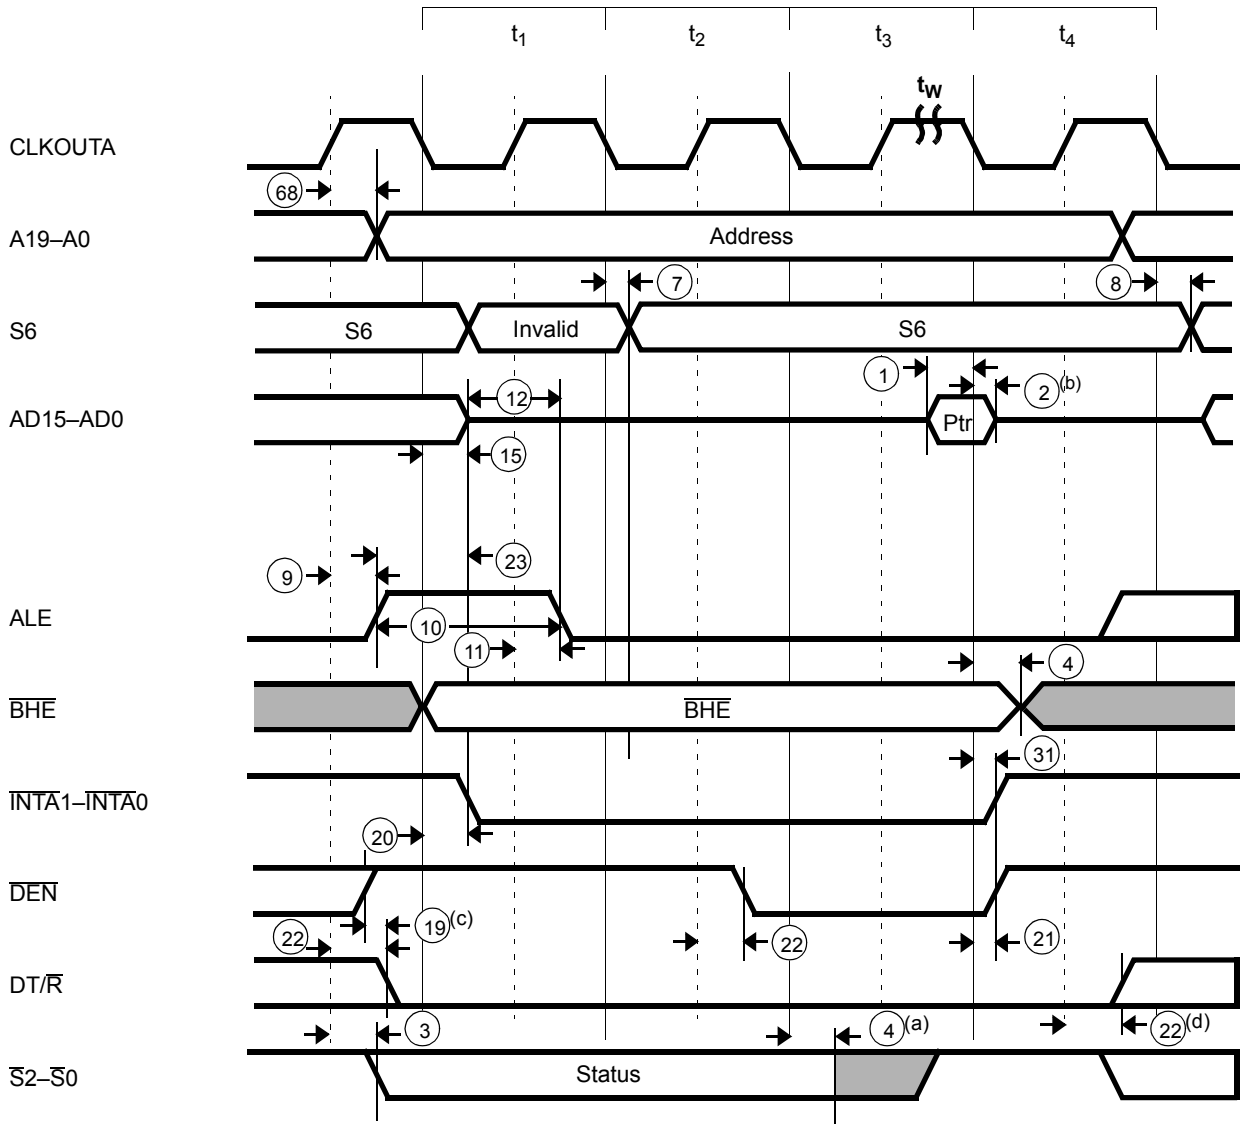 t1 t2 t3 t4
tW
CLKOUTA
68
A19–A0 Address
7 8
S6 S6 Invalid S6
1 2(b)
12
AD15–AD0 Ptr
15
23
9
ALE
10
11
4
BHE BHE
31
INTA1–INTA0
20
DEN
19(c)
22 22 21
DT/R
3 4(a) 22(d)
S2–S0 Status